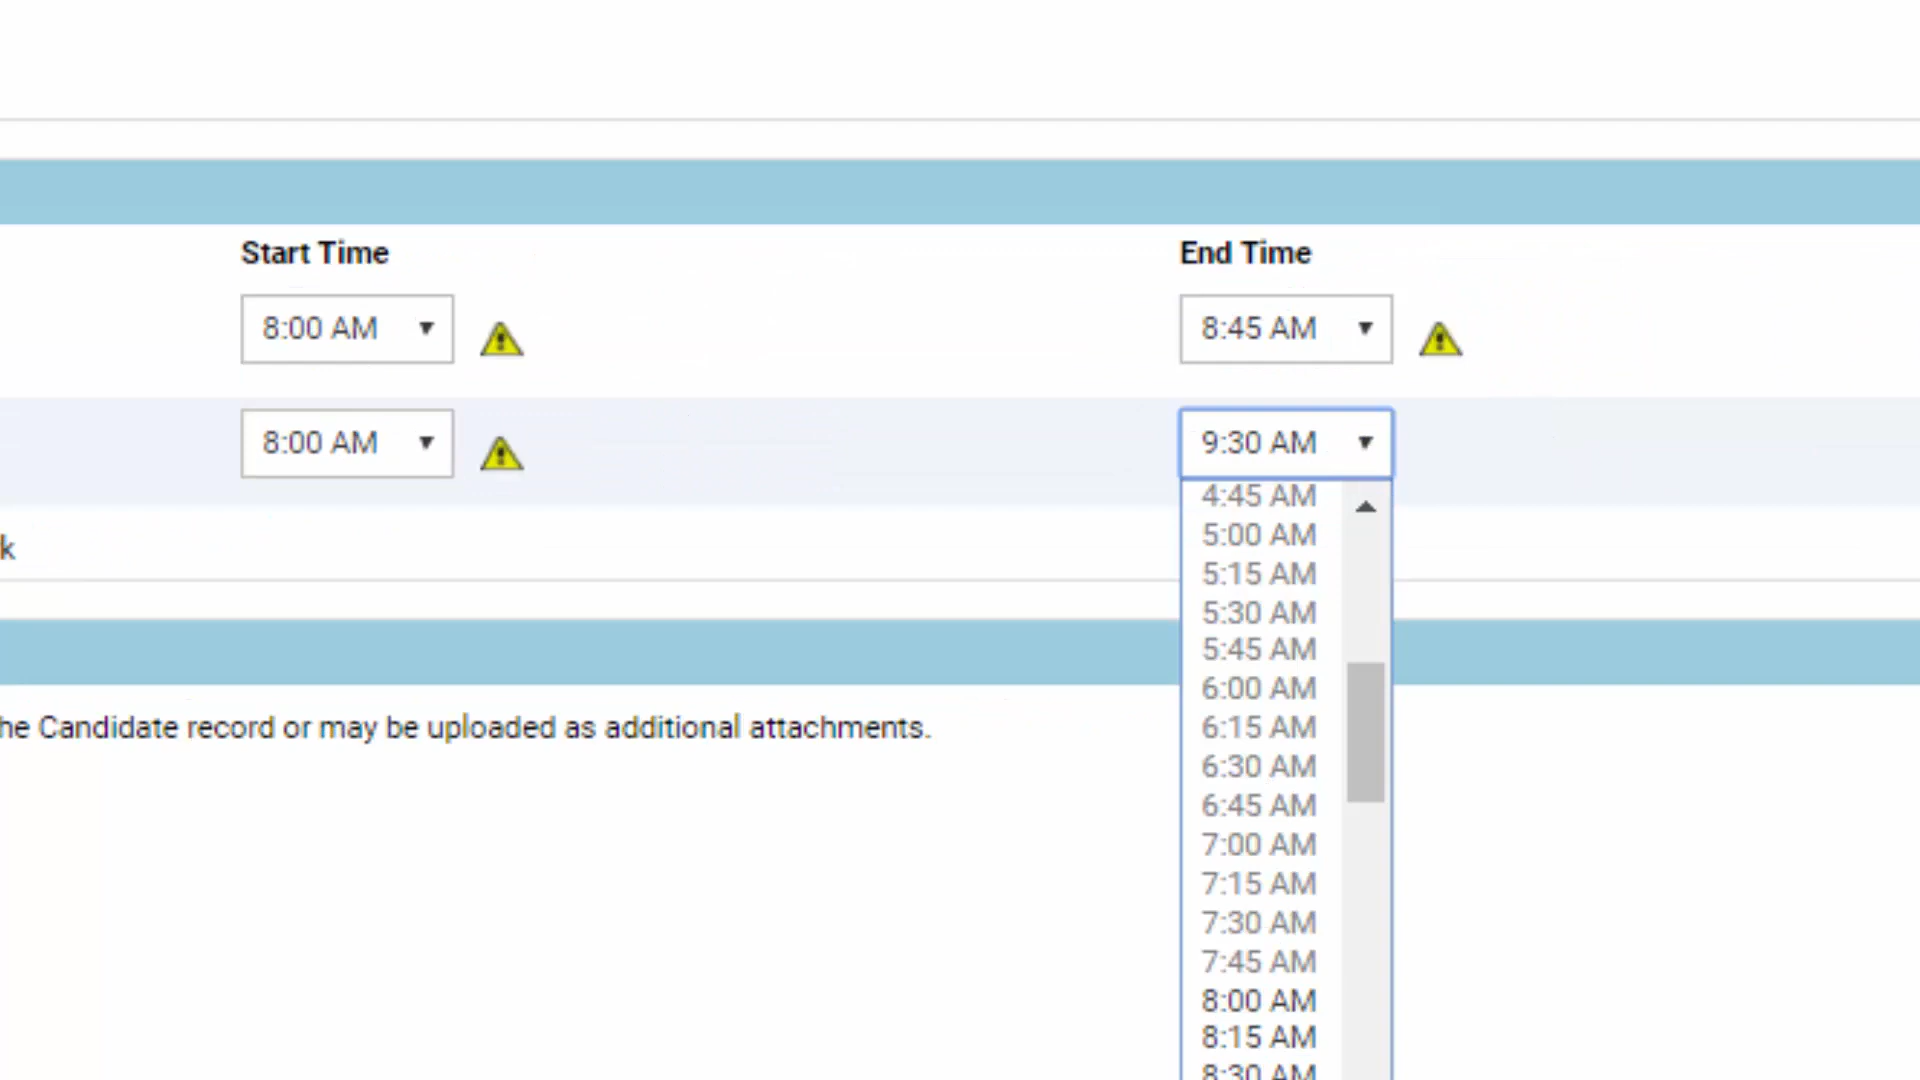 Start Time
End Time
8:00 AM
8:45 AM
8:00 AM
9:30 AM
4:45 AM
5:00 AM
5:15 AM
5:30 AM
k
5:45 AM
6:00 AM
6:15 AM
he Candidate record or may be uploaded as additional attachments.
6:30 AM
6:45 AM
7:00 AM
7:15 AM
7:30 AM
7:45 AM
8:00 AM
8:15 AM
8:30 AM